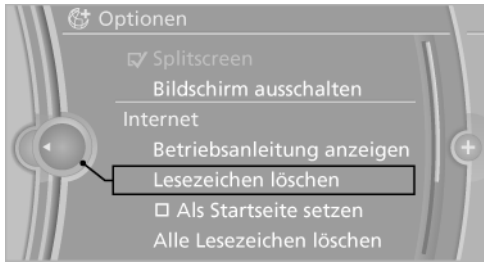 Optionen
Splitscreen
Bildschirm ausschalten
Internet
Betriebsanleitung anzeigen
Lesezeichen löschen
Als Startseite setzen
Alle Lesezeichen löschen